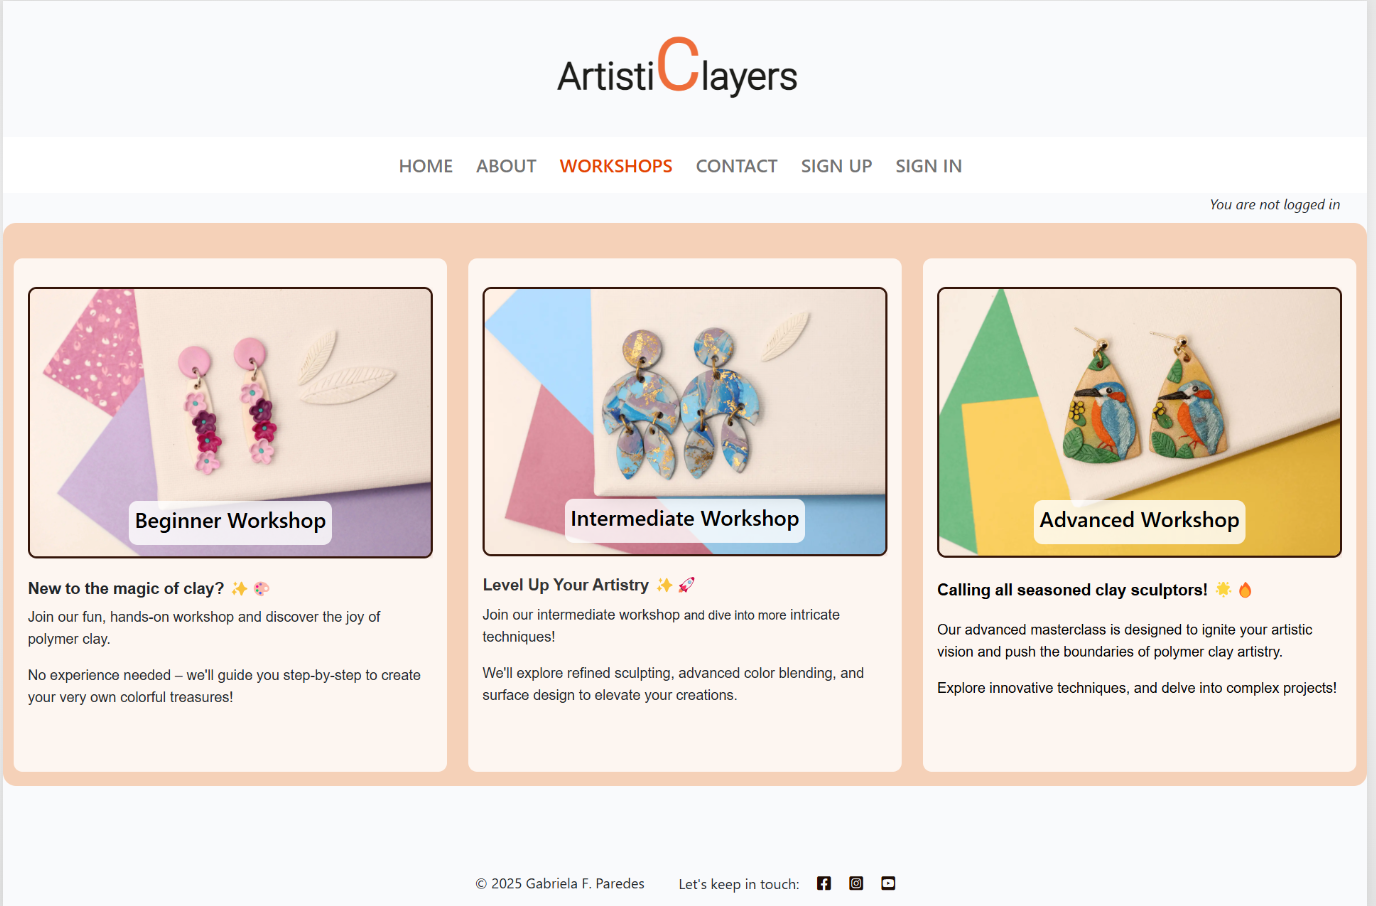 ArtistiClayers
HOME ABOUT WORKSHOPS CONTACT SIGN UP SIGN IN
You are not logged in
Beginner Workshop
New to the magic of clay? ✨ 🎨
Join our fun, hands-on workshop and discover the joy of
polymer clay.
No experience needed – we'll guide you step-by-step to create
your very own colorful treasures!
Intermediate Workshop
Level Up Your Artistry ✨ 🚀
Join our intermediate workshop and dive into more intricate
techniques!
We'll explore refined sculpting, advanced color blending, and
surface design to elevate your creations.
Advanced Workshop
Calling all seasoned clay sculptors! 🌟 🔥
Our advanced masterclass is designed to ignite your artistic
vision and push the boundaries of polymer clay artistry.
Explore innovative techniques, and delve into complex projects!
© 2025 Gabriela F. Paredes Let's keep in touch: